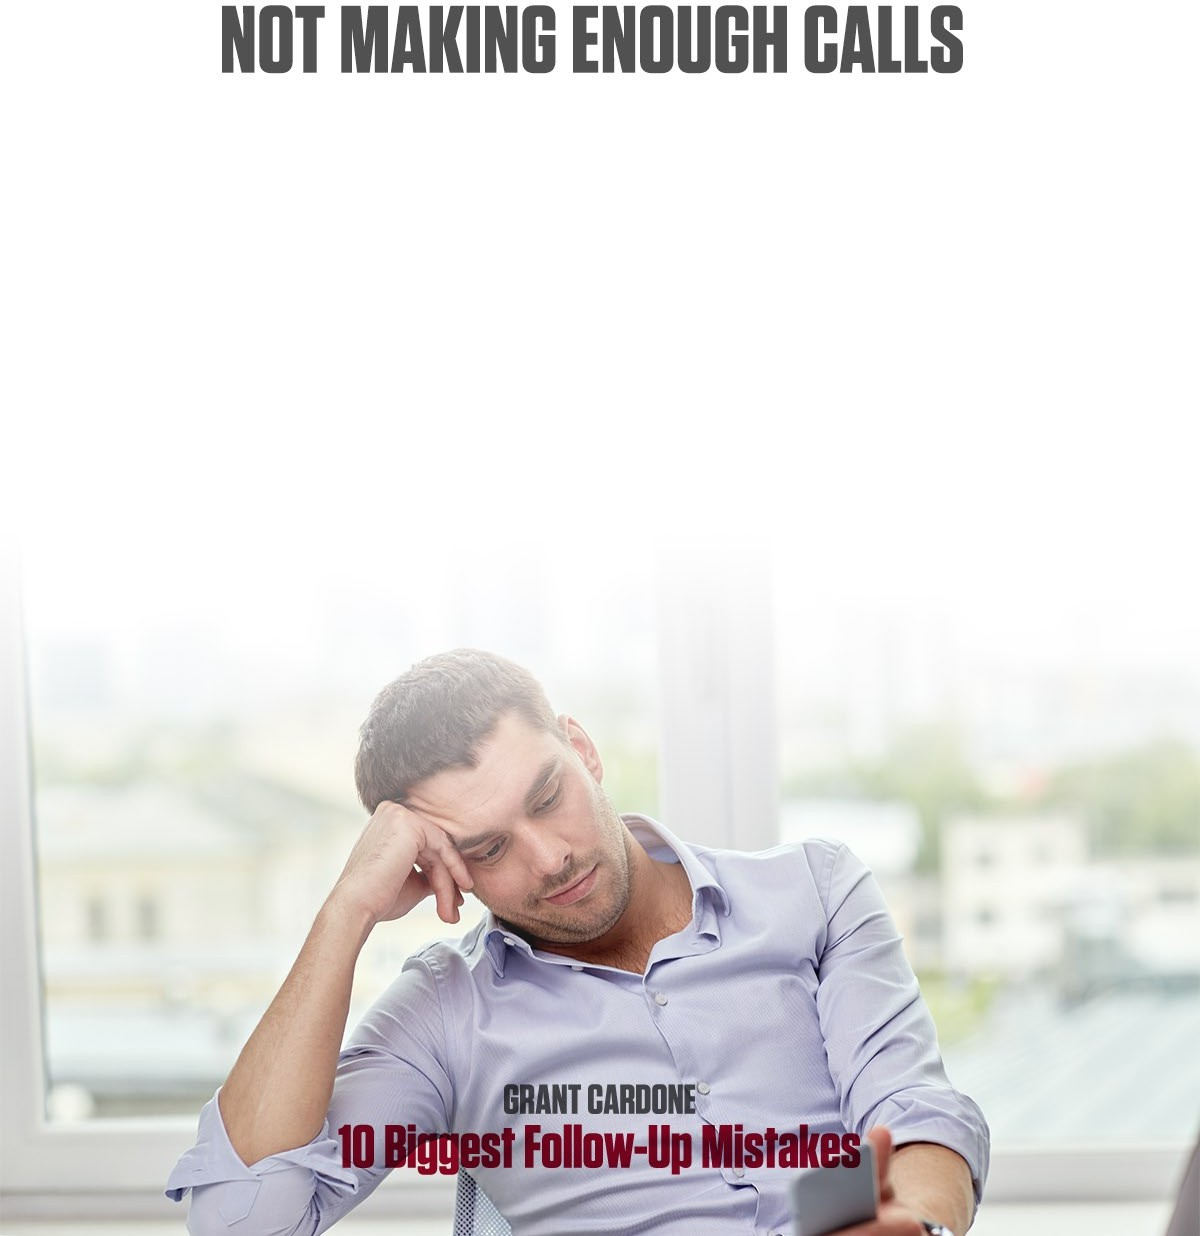 NOT MAKING ENOUGH CALLS
GRANT CARDONE
10 Biggest Follow-Up Mistakes